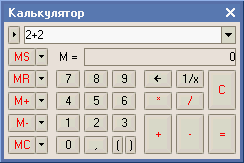 Калькулятор
2+2
MS M = 0
MR 7 8 9 ← 1/x C
M+ 4 5 6 * /
M- 1 2 3 + - =
MC 0 , ( )